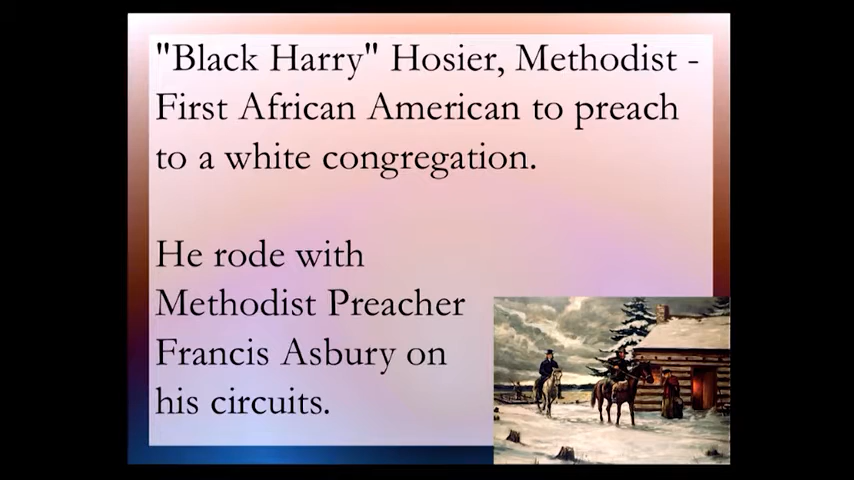 "Black Harry" Hosier, Methodist -
First African American to preach
to a white congregation.
He rode with
Methodist Preacher
Francis Asbury on
his circuits.